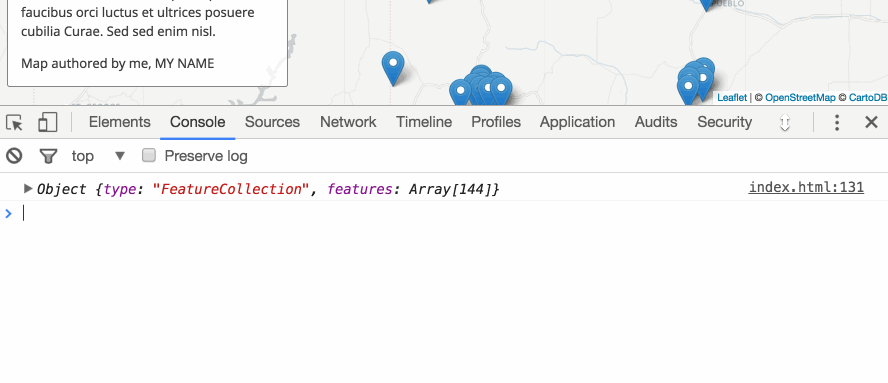 faucibus orci luctus et ultrices posuere
cubilia Curae. Sed sed enim nisl.
Map authored by me, MY NAME
PUEBLO
Leaflet | © OpenStreetMap © CartoDB
Elements Console Sources Network Timeline Profiles Application Audits Security
top Preserve log
Object {type: "FeatureCollection", features: Array[144]} index.html:131